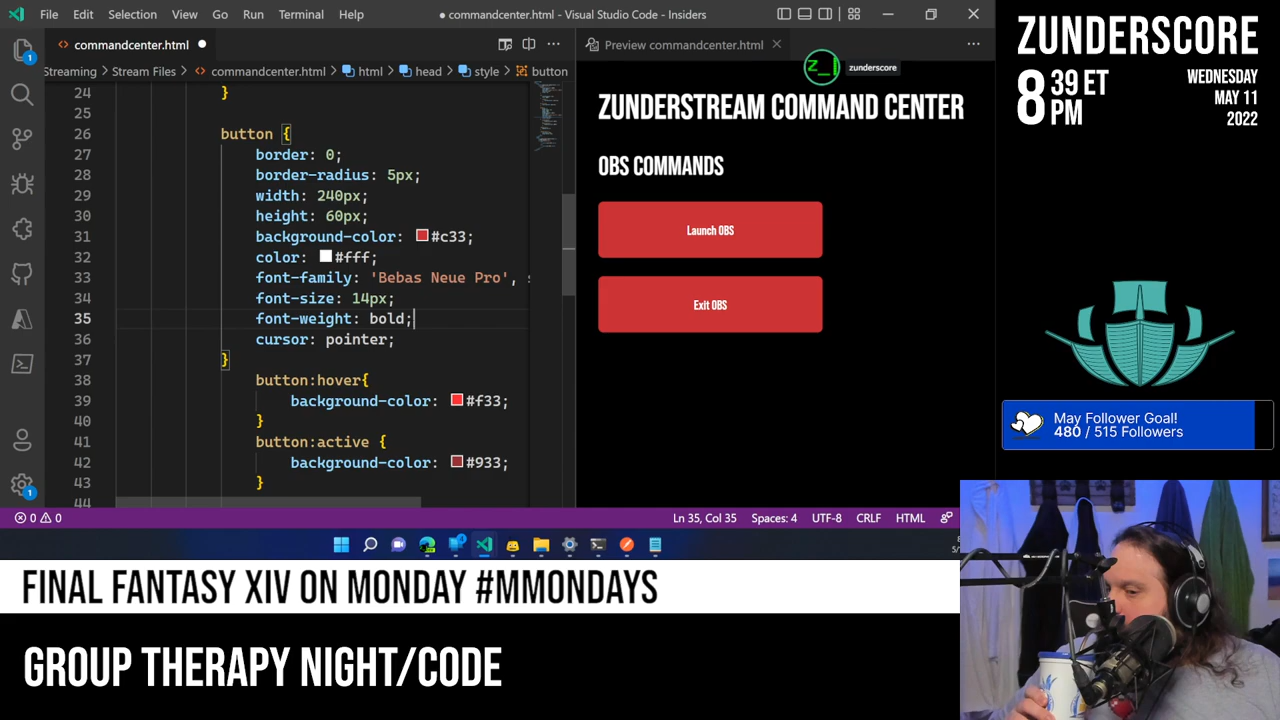 File Edit Selection View Go Run Terminal Help
● commandcenter.html - Visual Studio Code - Insiders
commandcenter.html ●
Preview commandcenter.html
Streaming > Stream Files > commandcenter.html > html > head > style > button
zunderscore
24 }
25
26 button {
27 border: 0;
28 border-radius: 5px;
29 width: 240px;
30 height: 60px;
31 background-color: #c33;
32 color: #fff;
33 font-family: 'Bebas Neue Pro',
34 font-size: 14px;
35 font-weight: bold;
36 cursor: pointer;
37 }
38 button:hover{
39 background-color: #f33;
40 }
41 button:active {
42 background-color: #933;
43 }
44
ZUNDERSTREAM COMMAND CENTER
OBS COMMANDS
Launch OBS
Exit OBS
0 0
Ln 35, Col 35 Spaces: 4 UTF-8 CRLF HTML
ZUNDERSCORE
8 39 ET
PM
WEDNESDAY
MAY 11
2022
May Follower Goal!
480 / 515 Followers
FINAL FANTASY XIV ON MONDAY #MMONDAYS
GROUP THERAPY NIGHT/CODE